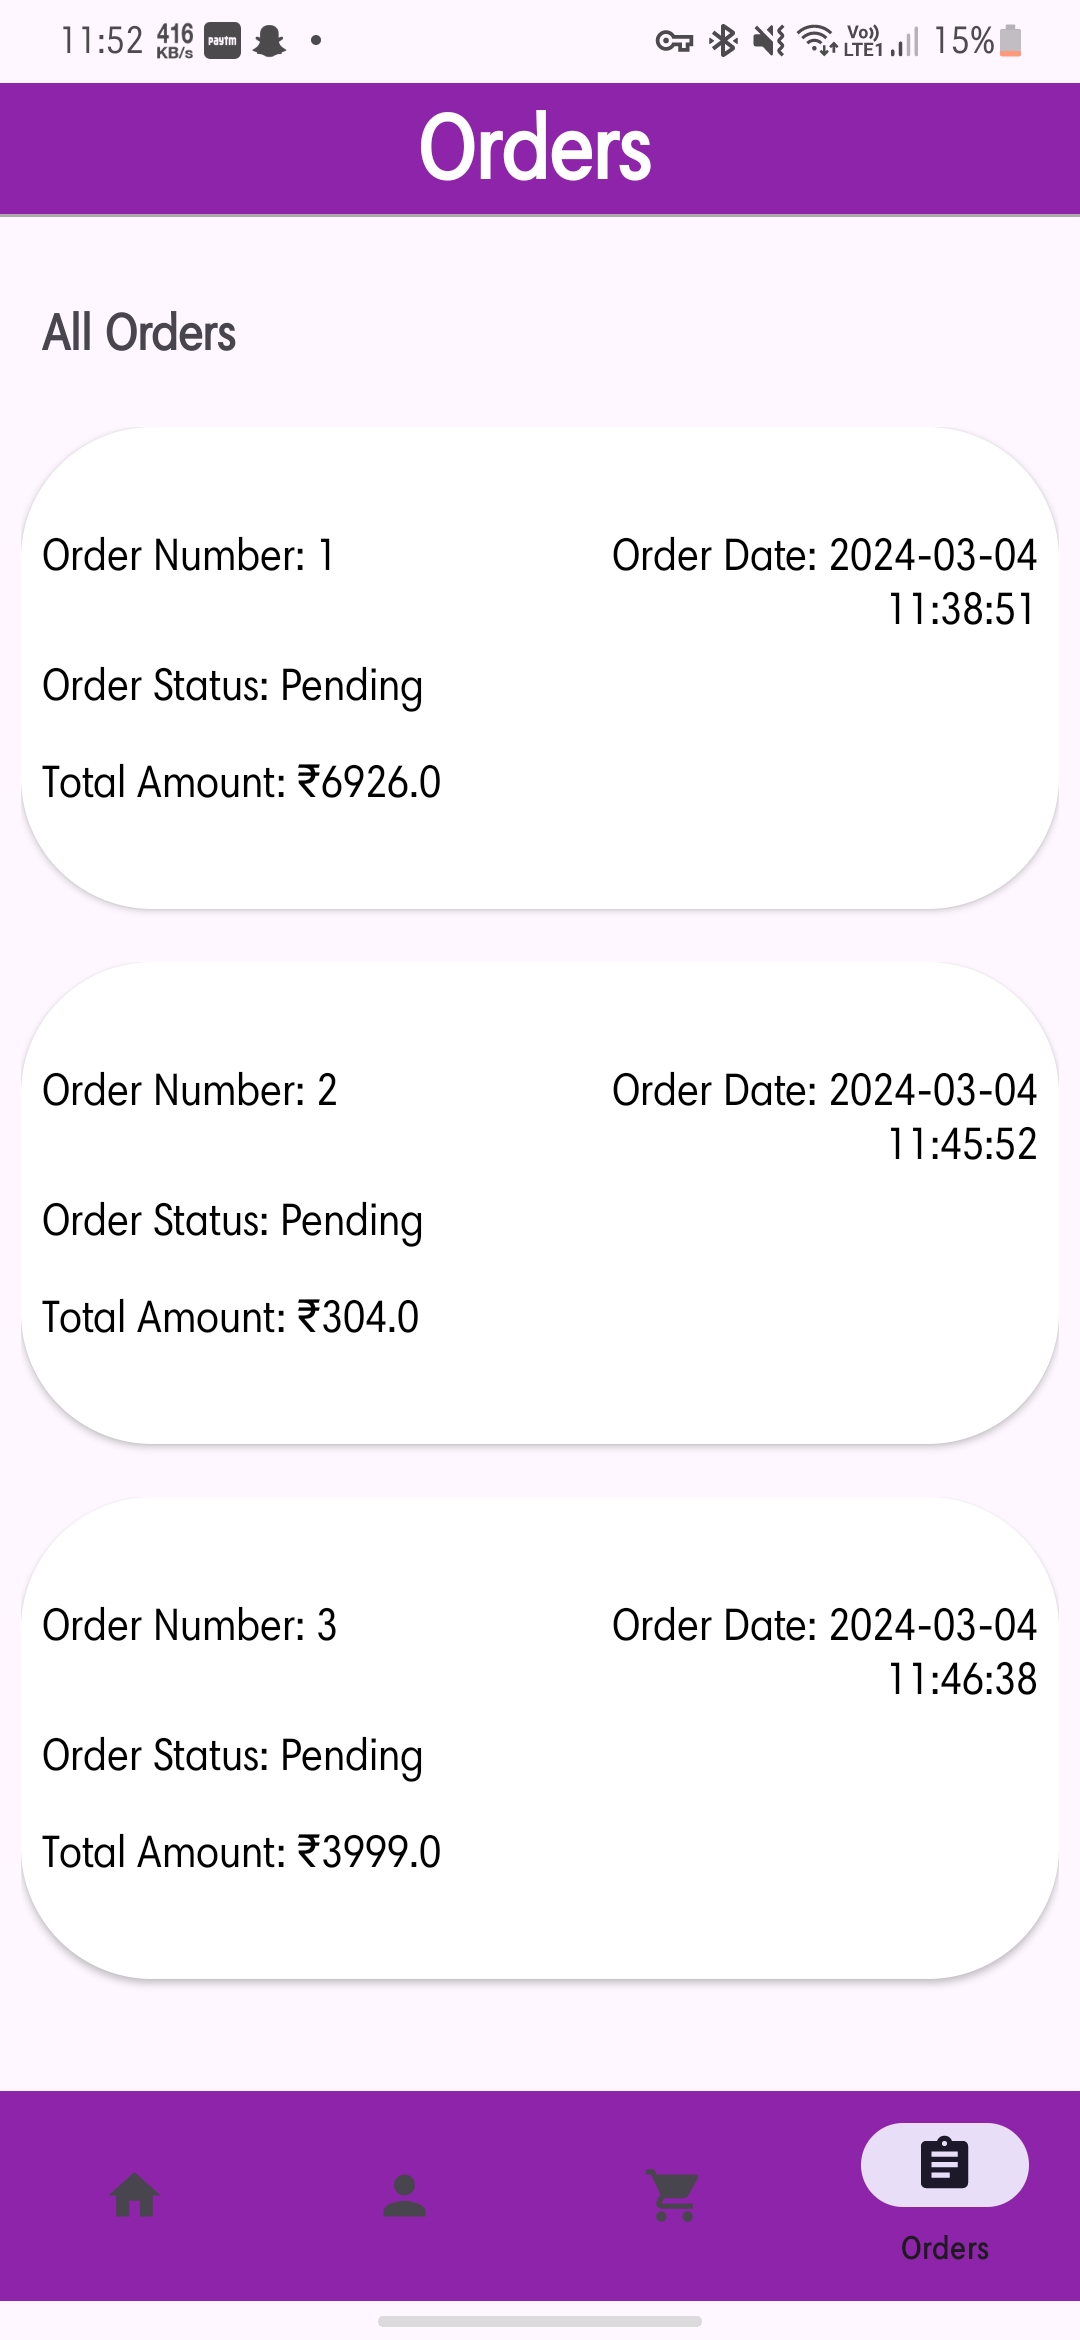 11:52 416 KB/s paytm Vo)) LTE1 15%
Orders
All Orders
Order Number: 1 Order Date: 2024-03-04
11:38:51
Order Status: Pending
Total Amount: ₹6926.0
Order Number: 2 Order Date: 2024-03-04
11:45:52
Order Status: Pending
Total Amount: ₹304.0
Order Number: 3 Order Date: 2024-03-04
11:46:38
Order Status: Pending
Total Amount: ₹3999.0
Orders